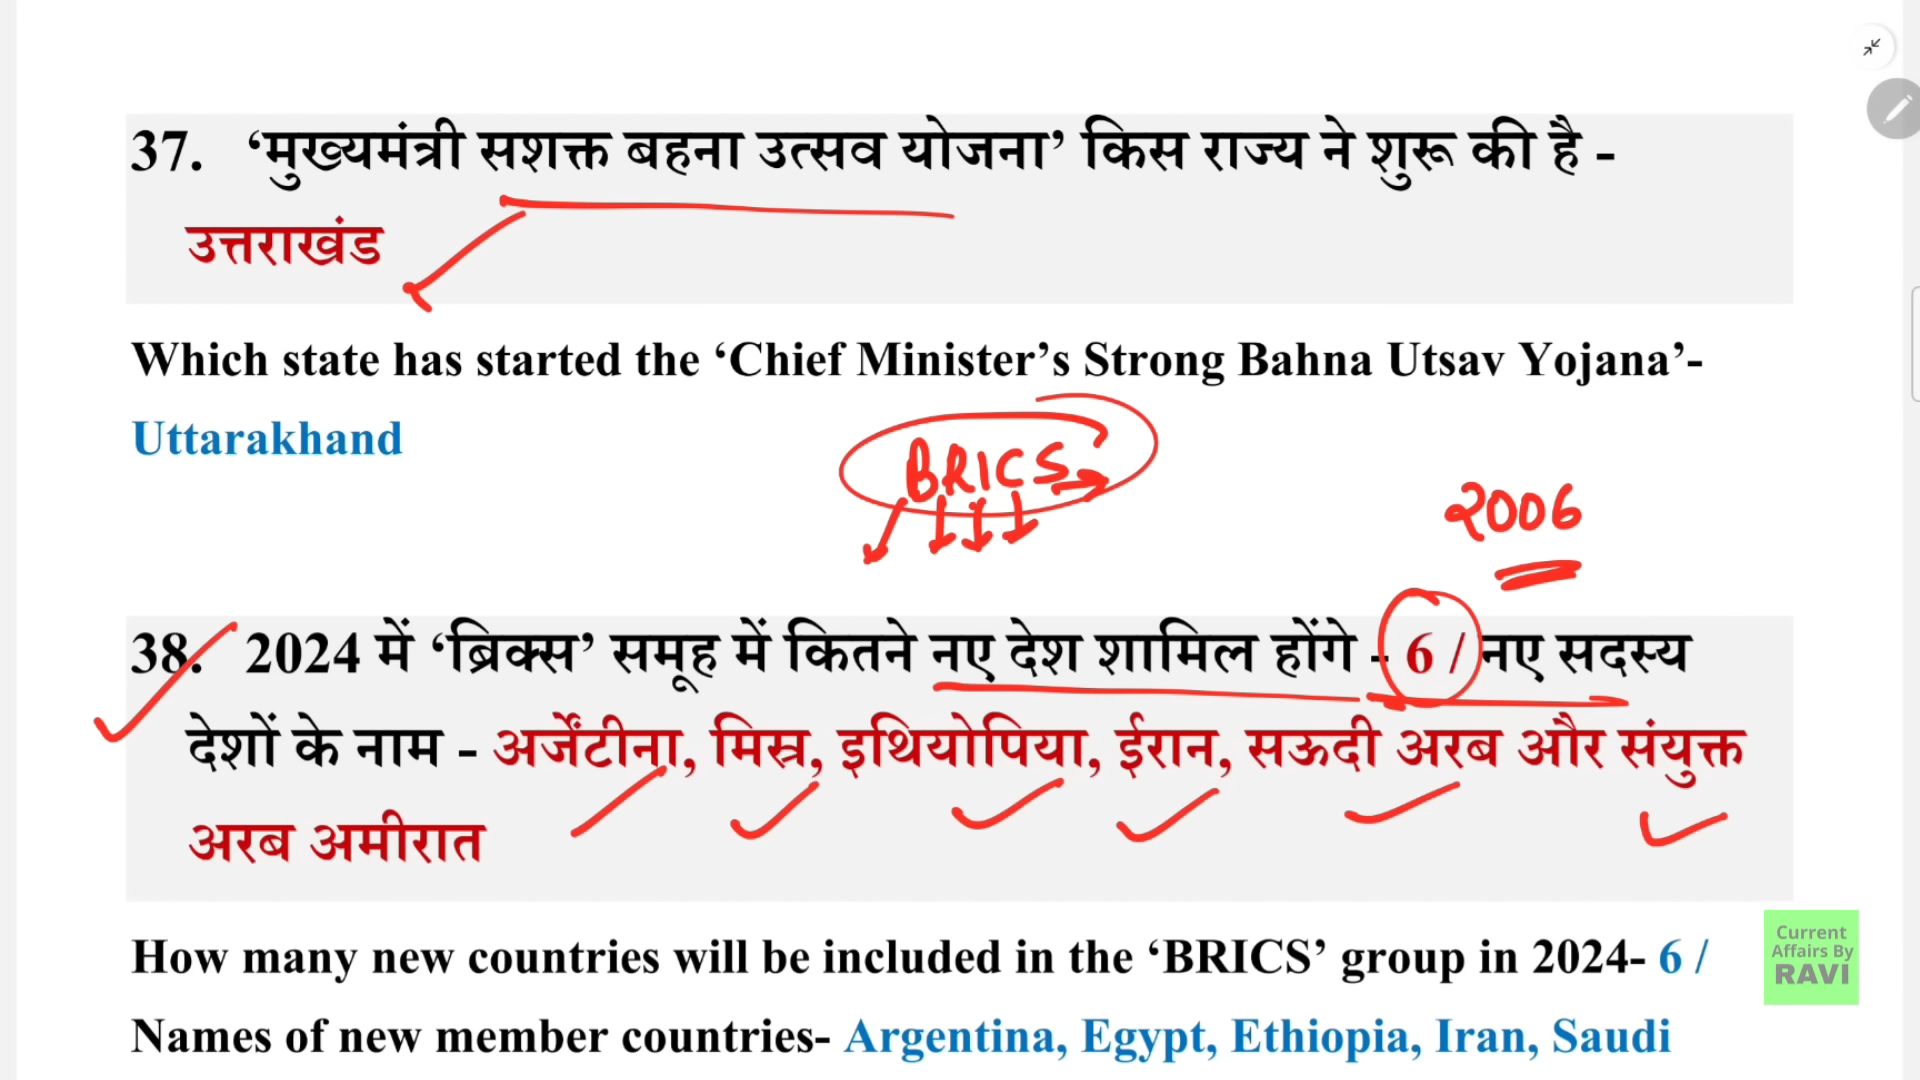 37. ‘मुख्यमंत्री सशक्त बहना उत्सव योजना’ किस राज्य ने शुरू की है -
उत्तराखंड
Which state has started the ‘Chief Minister’s Strong Bahna Utsav Yojana’-
Uttarakhand
BRICS
2006
38. 2024 में ‘ब्रिक्स’ समूह में कितने नए देश शामिल होंगे - 6 / नए सदस्य
देशों के नाम - अर्जेंटीना, मिस्र, इथियोपिया, ईरान, सऊदी अरब और संयुक्त
अरब अमीरात
How many new countries will be included in the ‘BRICS’ group in 2024- 6 /
Names of new member countries- Argentina, Egypt, Ethiopia, Iran, Saudi
Current
Affairs By
RAVI